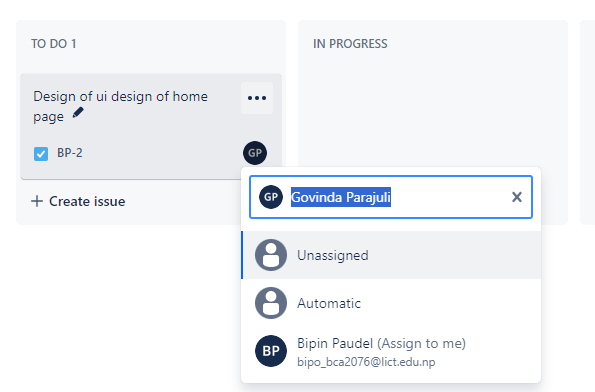 TO DO 1
IN PROGRESS
Design of ui design of home
page
BP-2
GP
+ Create issue
GP
Govinda Parajuli
Unassigned
Automatic
BP
Bipin Paudel (Assign to me)
bipo_bca2076@lict.edu.np